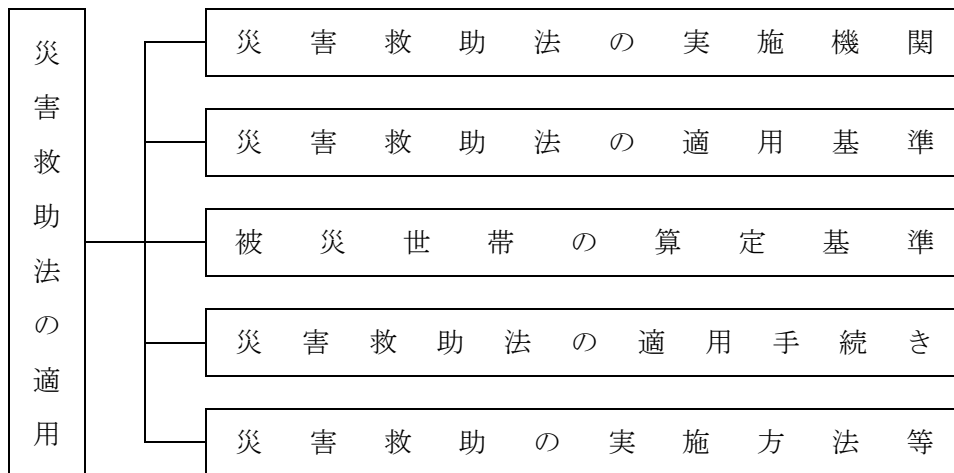 災害救助法の適用
災害救助法の実施機関
災害救助法の適用基準
被災世帯の算定基準
災害救助法の適用手続き
災害救助の実施方法等